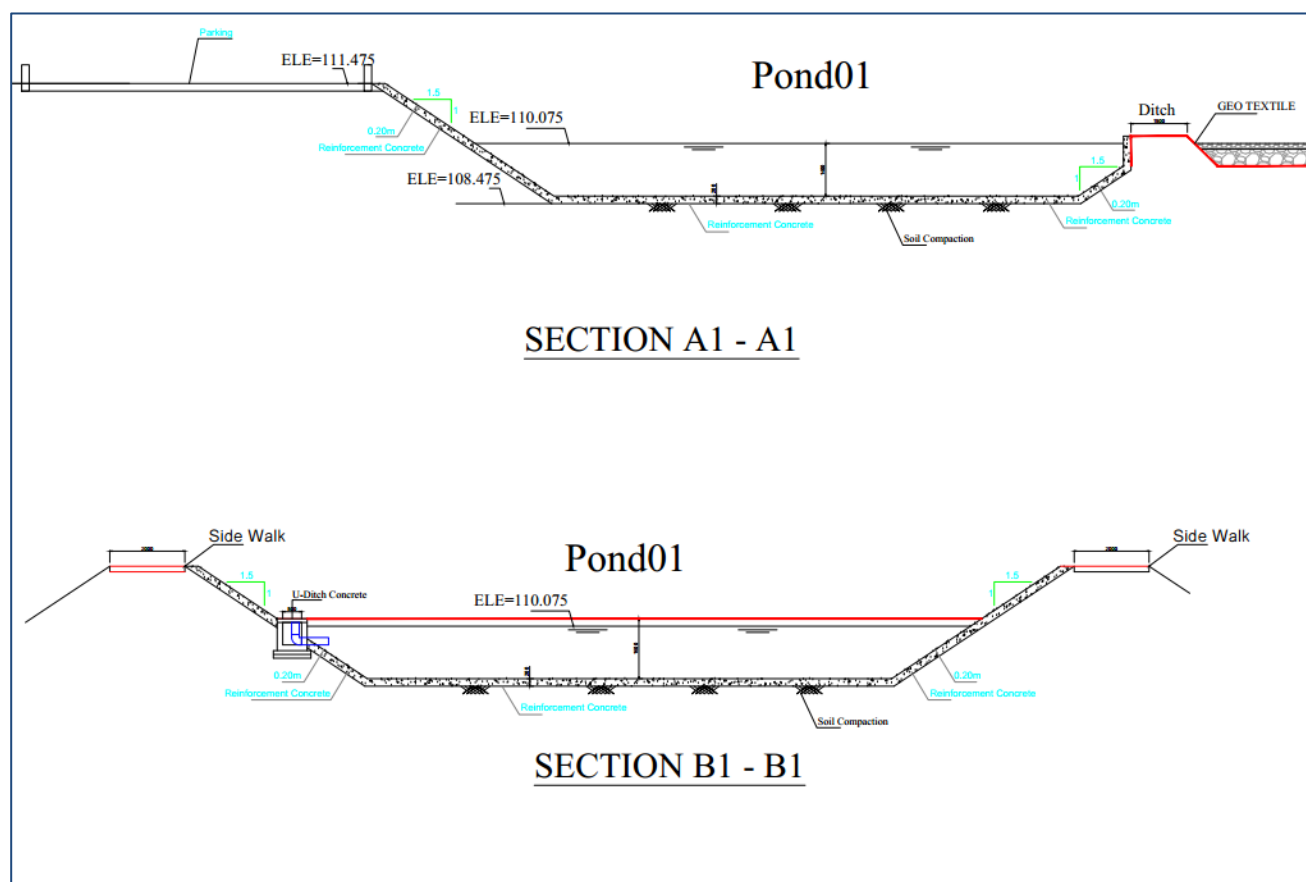 Parking
ELE=111.475
Pond01
1.5
1
ELE=110.075
Ditch
GEO TEXTILE
0.20m
Reinforcement Concrete
1.5
1
ELE=108.475
0.20m
Reinforcement Concrete
Reinforcement Concrete
Soil Compaction
SECTION A1 - A1
Side Walk
Side Walk
2000
2000
Pond01
1.5
1
1.5
1
U-Ditch Concrete
ELE=110.075
0.20m
0.20m
Reinforcement Concrete
Reinforcement Concrete
Reinforcement Concrete
Soil Compaction
SECTION B1 - B1